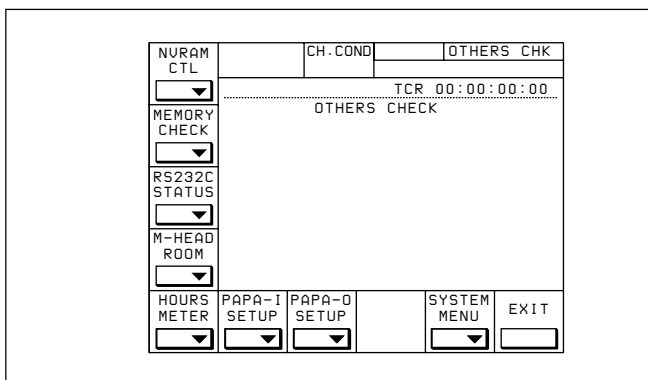 NVRAM
CTL
CH.COND
OTHERS CHK
TCR 00:00:00:00
OTHERS CHECK
MEMORY
CHECK
RS232C
STATUS
M-HEAD
ROOM
HOURS
METER
PAPA-I
SETUP
PAPA-O
SETUP
SYSTEM
MENU
EXIT